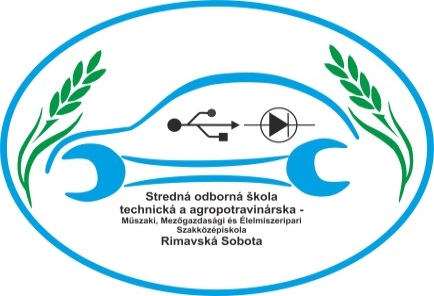 Stredná odborná škola
technická a agropotravinárska -
Műszaki, Mezőgazdasági és Élelmiszeripari
Szakközépiskola
Rimavská Sobota